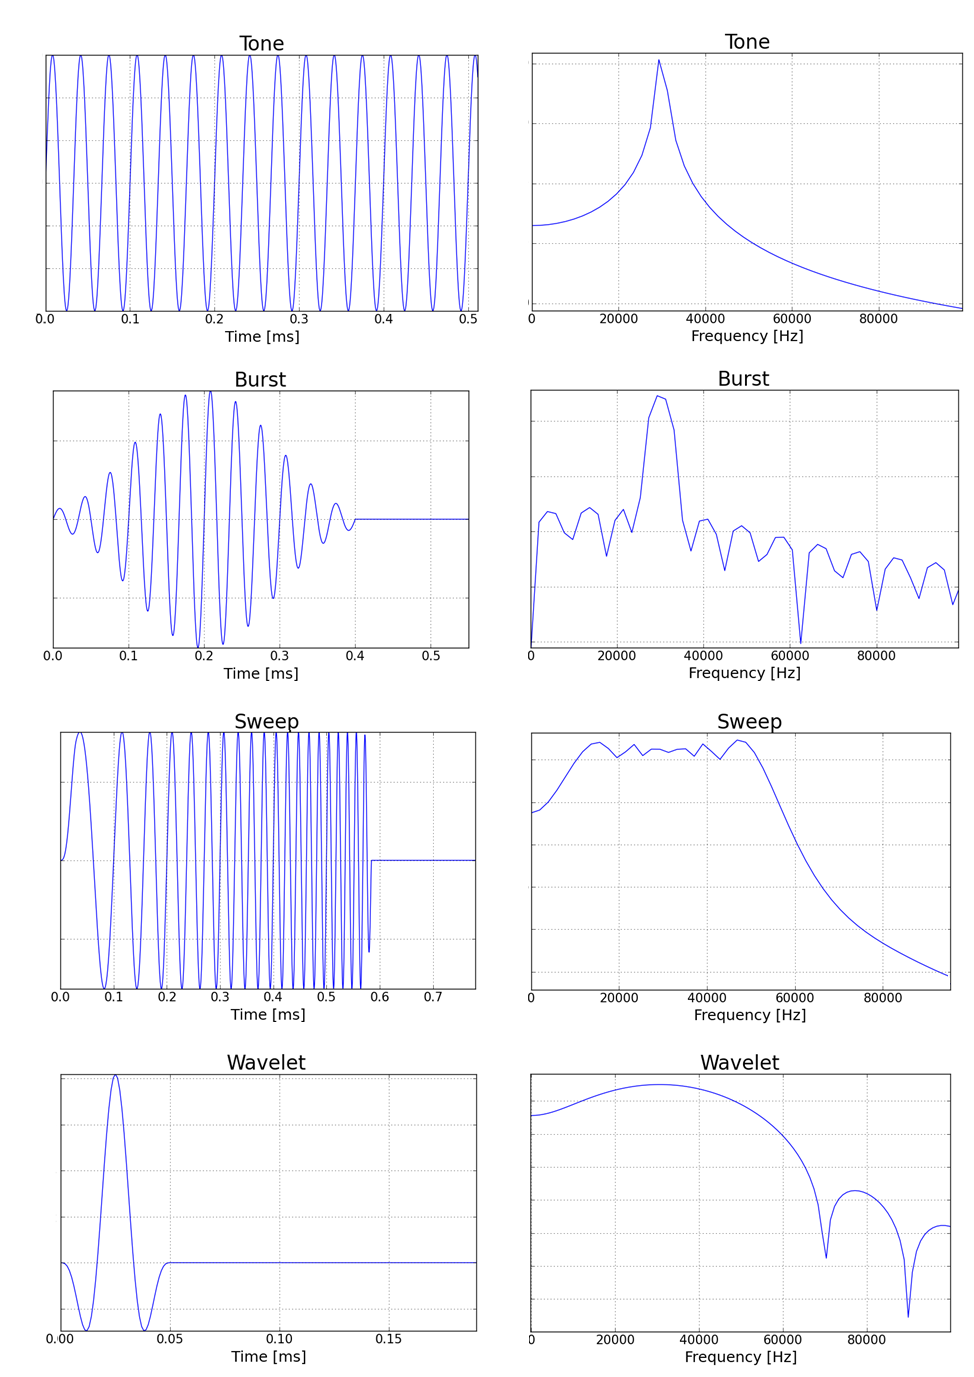 Tone
0.0 0.1 0.2 0.3 0.4 0.5
Time [ms]
Tone
0 20000 40000 60000 80000
Frequency [Hz]
Burst
0.0 0.1 0.2 0.3 0.4 0.5
Time [ms]
Burst
0 20000 40000 60000 80000
Frequency [Hz]
Sweep
0.0 0.1 0.2 0.3 0.4 0.5 0.6 0.7
Time [ms]
Sweep
0 20000 40000 60000 80000
Frequency [Hz]
Wavelet
0.00 0.05 0.10 0.15
Time [ms]
Wavelet
0 20000 40000 60000 80000
Frequency [Hz]